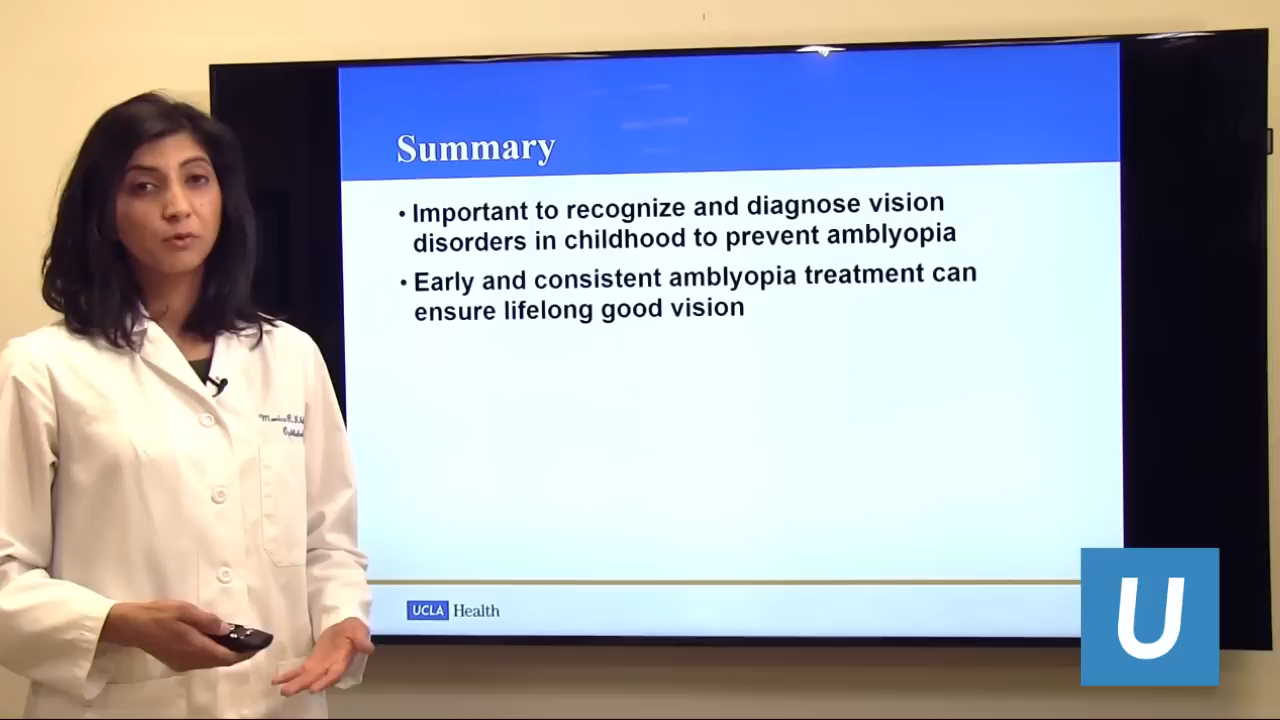 Summary
• Important to recognize and diagnose vision
disorders in childhood to prevent amblyopia
• Early and consistent amblyopia treatment can
ensure lifelong good vision
UCLA Health
U